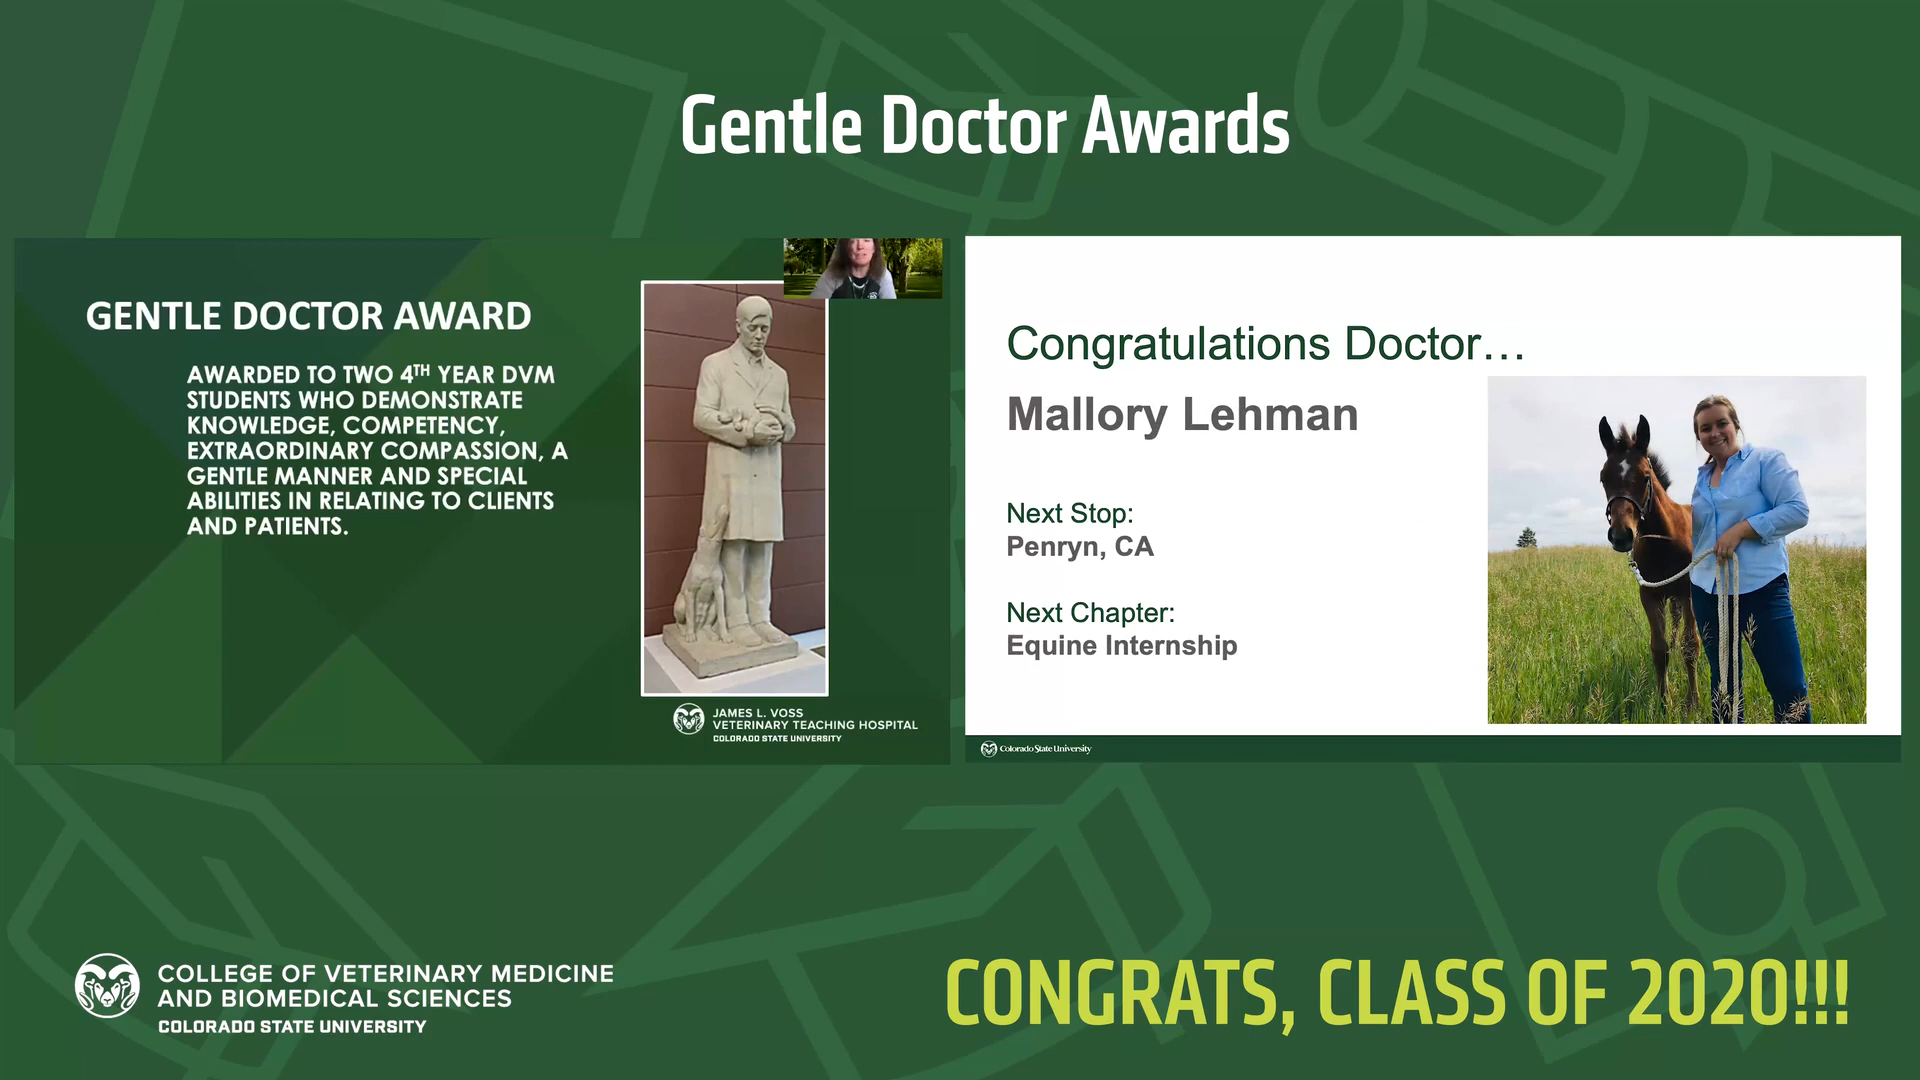 Gentle Doctor Awards
GENTLE DOCTOR AWARD
AWARDED TO TWO 4TH YEAR DVM
STUDENTS WHO DEMONSTRATE
KNOWLEDGE, COMPETENCY,
EXTRAORDINARY COMPASSION, A
GENTLE MANNER AND SPECIAL
ABILITIES IN RELATING TO CLIENTS
AND PATIENTS.
JAMES L. VOSS
VETERINARY TEACHING HOSPITAL
COLORADO STATE UNIVERSITY
Congratulations Doctor…
Mallory Lehman
Next Stop:
Penryn, CA
Next Chapter:
Equine Internship
Colorado State University
COLLEGE OF VETERINARY MEDICINE
AND BIOMEDICAL SCIENCES
COLORADO STATE UNIVERSITY
CONGRATS, CLASS OF 2020!!!